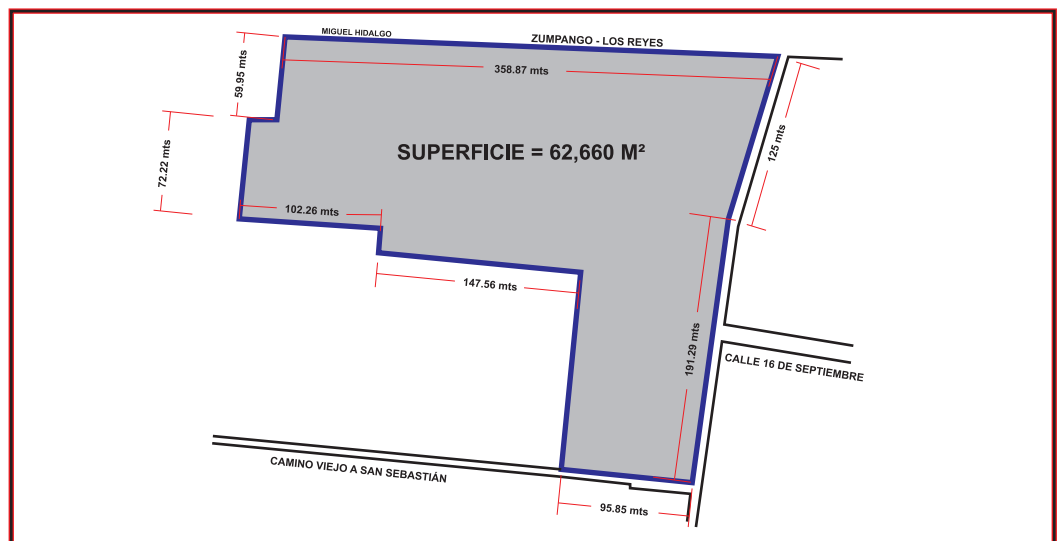 MIGUEL HIDALGO
ZUMPANGO - LOS REYES
59.95 mts
358.87 mts
125 mts
SUPERFICIE = 62,660 M²
72.22 mts
102.26 mts
147.56 mts
191.29 mts
CALLE 16 DE SEPTIEMBRE
CAMINO VIEJO A SAN SEBASTIÁN
95.85 mts